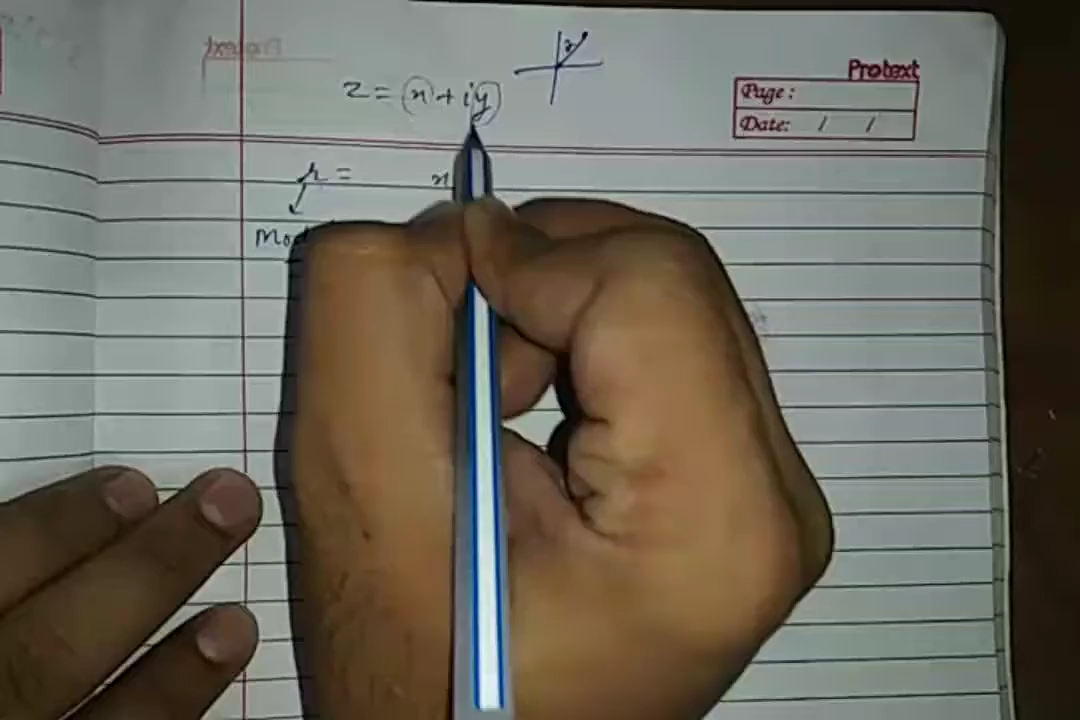 Protext
z = x + iy
Page :
Date: / /
r = x
Mod